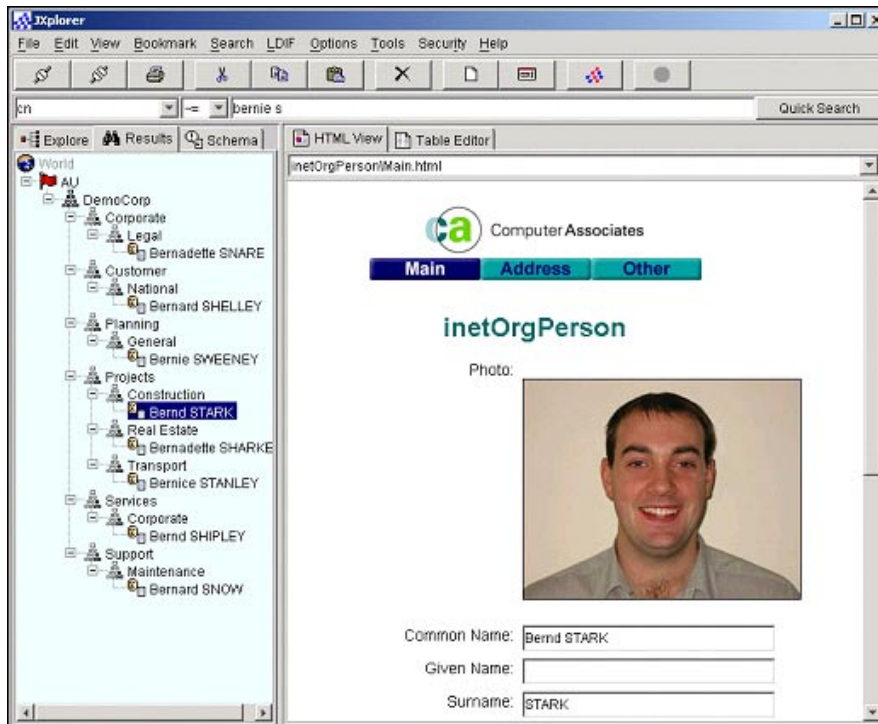 JXplorer
File Edit View Bookmark Search LDIF Options Tools Security Help
cn ~= bernie s Quick Search
Explore Results Schema
HTML View Table Editor
World
AU
DemoCorp
Corporate
Legal
Bernadette SNARE
Customer
National
Bernard SHELLEY
Planning
General
Bernie SWEENEY
Projects
Construction
Bernd STARK
Real Estate
Bernadette SHARKE
Transport
Bernice STANLEY
Services
Corporate
Bernd SHIPLEY
Support
Maintenance
Bernard SNOW
inetOrgPerson\Main.html
ca Computer Associates
Main Address Other
inetOrgPerson
Photo:
Common Name: Bernd STARK
Given Name:
Surname: STARK